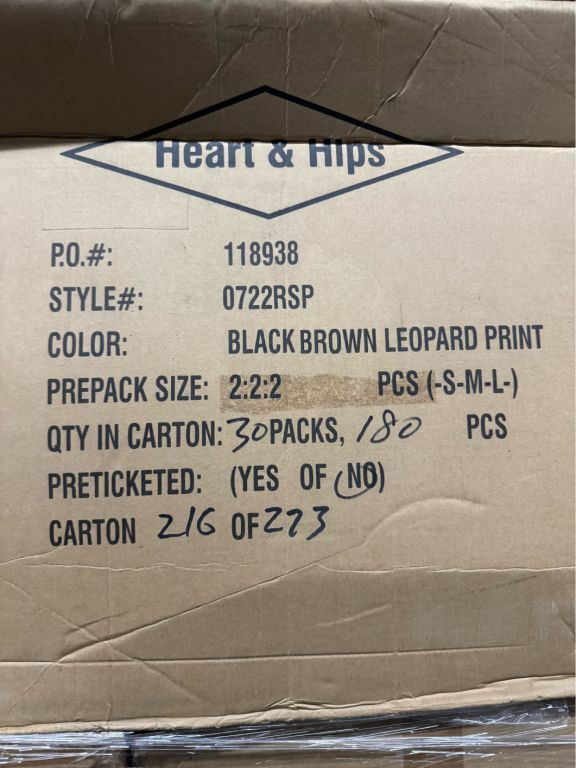 Heart & Hips
P.O.#: 118938
STYLE#: 0722RSP
COLOR: BLACK BROWN LEOPARD PRINT
PREPACK SIZE: 2:2:2 PCS (-S-M-L-)
QTY IN CARTON: 30 PACKS, 180 PCS
PRETICKETED: (YES OF NO)
CARTON 216 OF 273